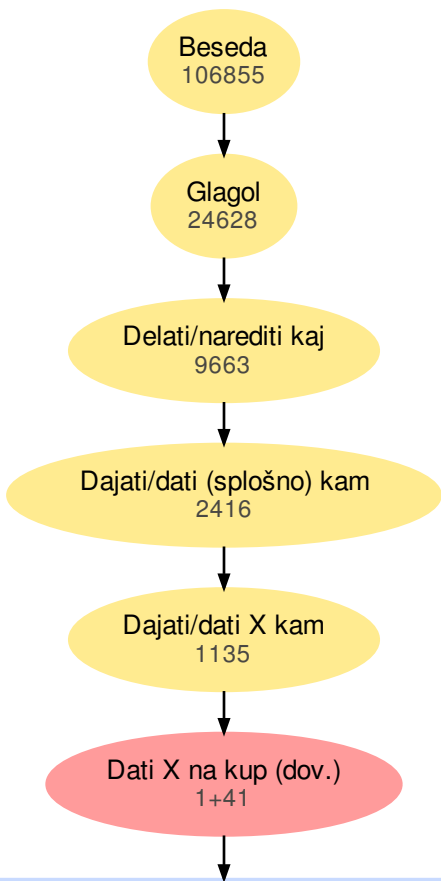 Beseda
106855
Glagol
24628
Delati/narediti kaj
9663
Dajati/dati (splošno) kam
2416
Dajati/dati X kam
1135
Dati X na kup (dov.)
1+41